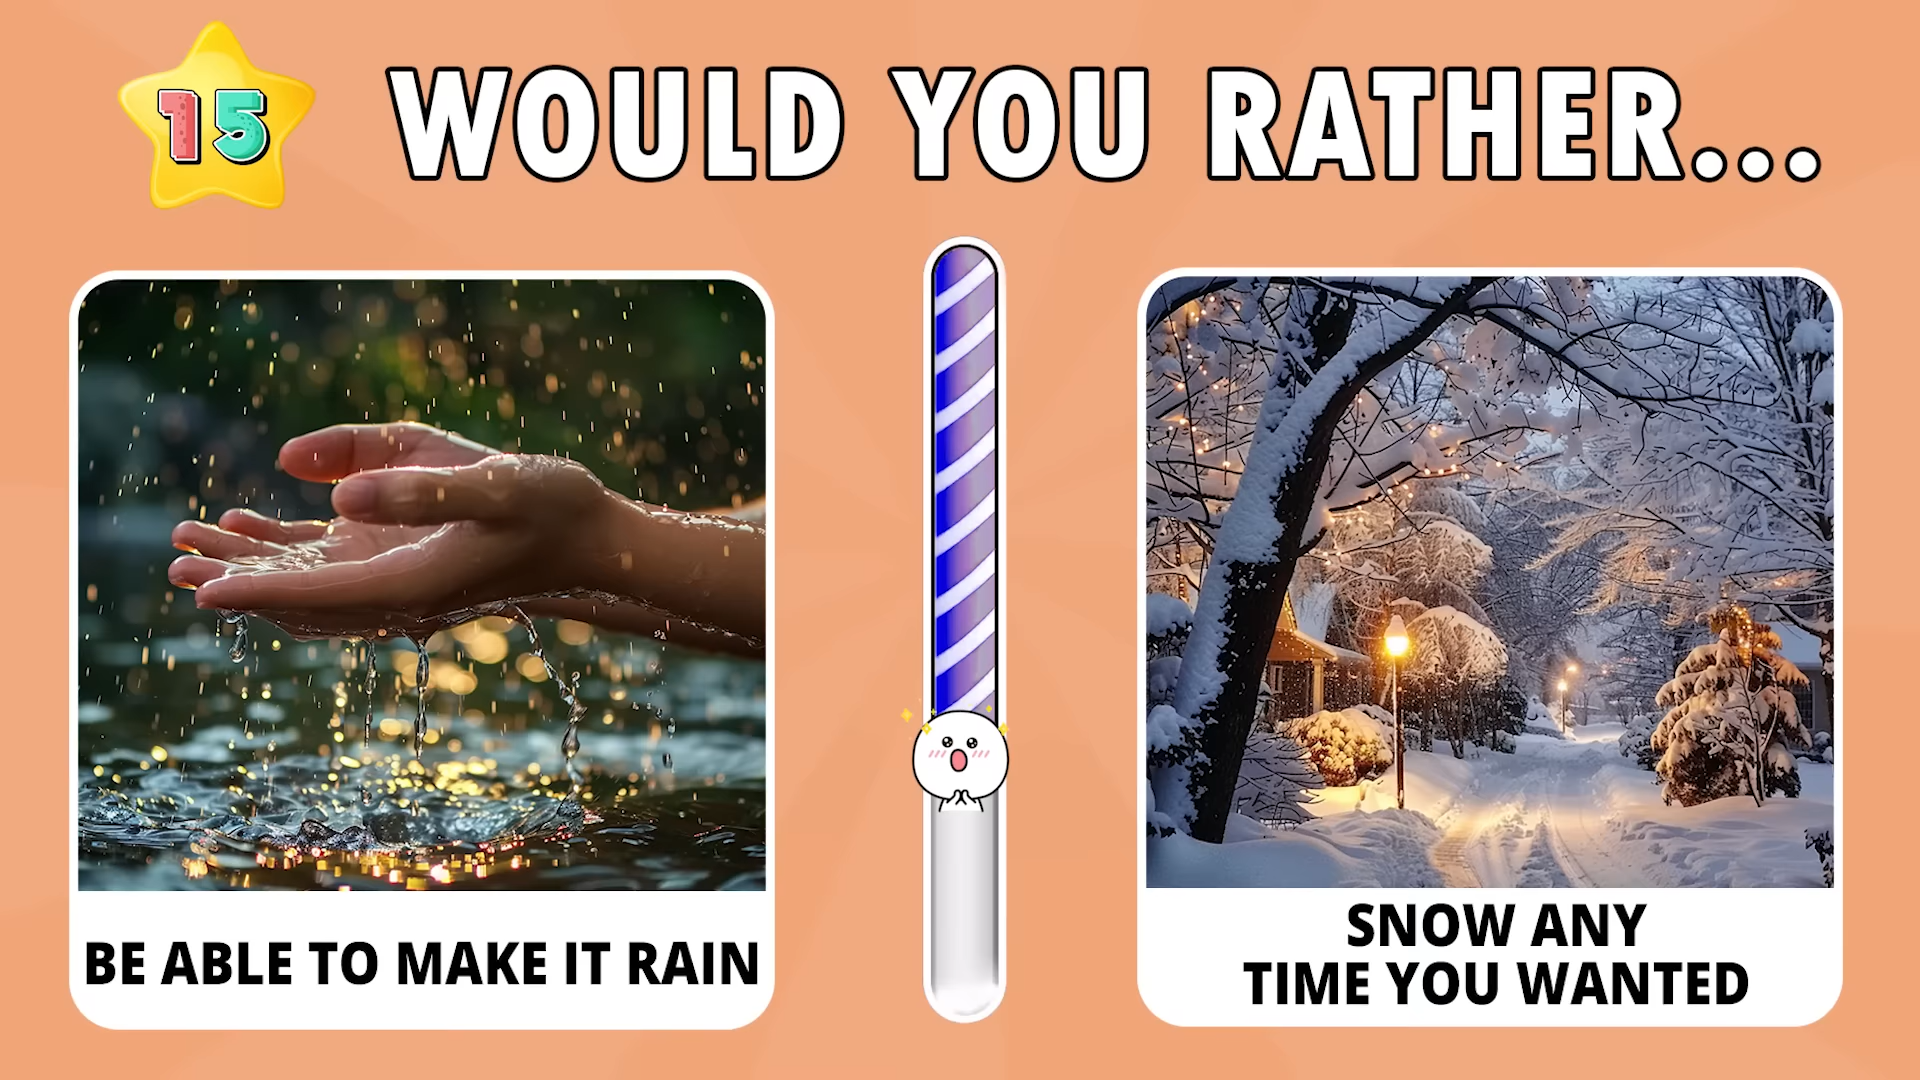 15
WOULD YOU RATHER...
BE ABLE TO MAKE IT RAIN
SNOW ANY
TIME YOU WANTED